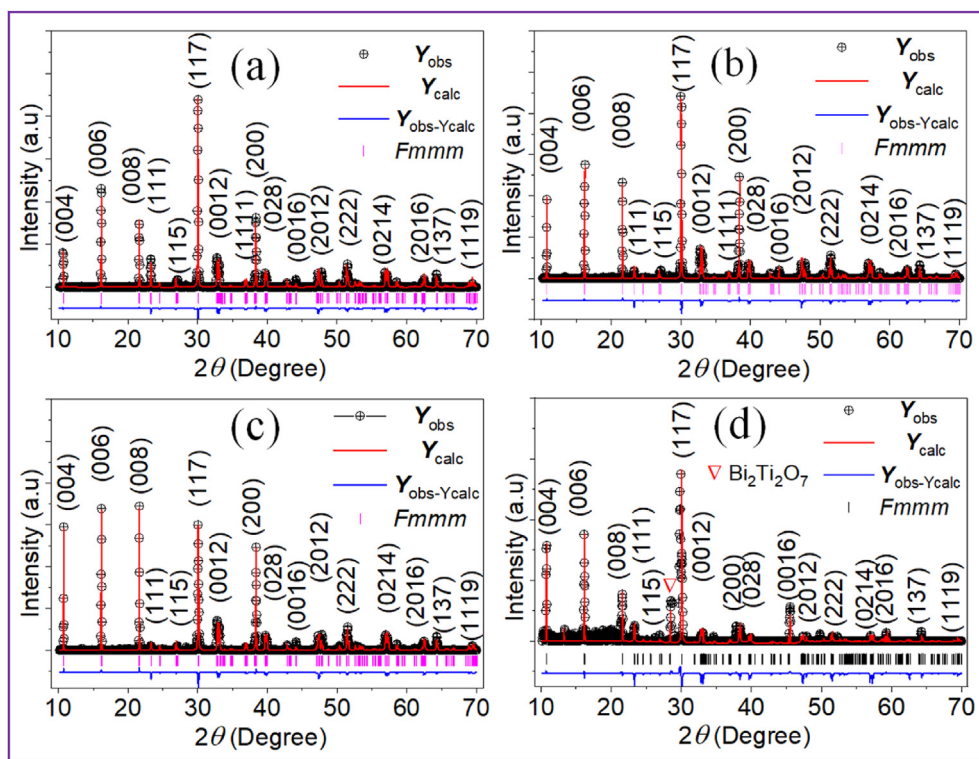 (a)
Y_obs
Y_calc
Y_obs-Ycalc
Fmmm
(004)
(006)
(008)
(111)
(115)
(117)
(0012)
(1111)
(200)
(028)
(0016)
(2012)
(222)
(0214)
(2016)
(137)
(1119)
Intensity (a.u)
10 20 30 40 50 60 70
2θ (Degree)
(b)
Y_obs
Y_calc
Y_obs-Ycalc
Fmmm
(004)
(006)
(008)
(111)
(115)
(117)
(0012)
(1111)
(200)
(028)
(0016)
(2012)
(222)
(0214)
(2016)
(137)
(1119)
Intensity (a.u)
10 20 30 40 50 60 70
2θ (Degree)
(c)
Y_obs
Y_calc
Y_obs-Ycalc
Fmmm
(004)
(006)
(008)
(111)
(115)
(117)
(0012)
(200)
(028)
(0016)
(2012)
(222)
(0214)
(2016)
(137)
(1119)
Intensity (a.u)
10 20 30 40 50 60 70
2θ (Degree)
(d)
Y_obs
Y_calc
Y_obs-Ycalc
Fmmm
▽ Bi₂Ti₂O₇
(004)
(006)
(008)
(111)
(115)
(117)
(0012)
(200)
(028)
(0016)
(2012)
(222)
(0214)
(2016)
(137)
(1119)
Intensity (a.u)
10 20 30 40 50 60 70
2θ (Degree)